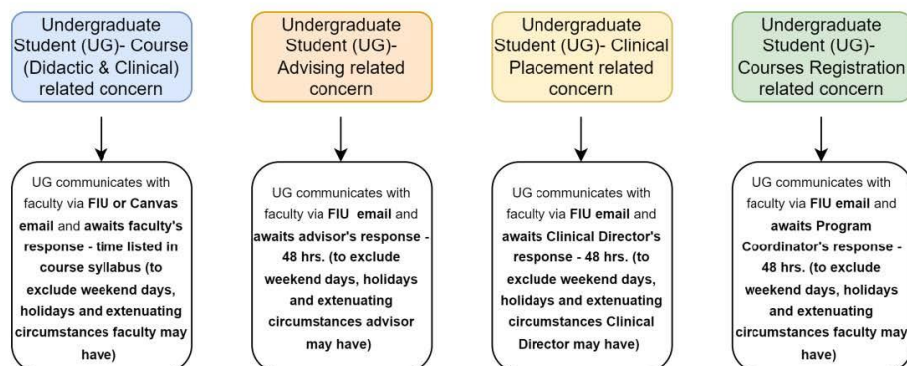 Undergraduate
Student (UG)- Course
(Didactic & Clinical)
related concern
Undergraduate
Student (UG)-
Advising related
concern
Undergraduate
Student (UG)- Clinical
Placement related
concern
Undergraduate
Student (UG)-
Courses Registration
related concern
UG communicates with
faculty via FIU or Canvas
email and awaits faculty's
response - time listed in
course syllabus (to
exclude weekend days,
holidays and extenuating
circumstances faculty may
have)
UG communicates with
faculty via FIU email and
awaits advisor's response -
48 hrs. (to exclude
weekend days, holidays
and extenuating
circumstances advisor
may have)
UG communicates with
faculty via FIU email and
awaits Clinical Director's
response - 48 hrs. (to
exclude weekend days,
holidays and extenuating
circumstances Clinical
Director may have)
UG communicates with
faculty via FIU email and
awaits Program
Coordinator's response -
48 hrs. (to exclude
weekend days, holidays
and extenuating
circumstances faculty may
have)